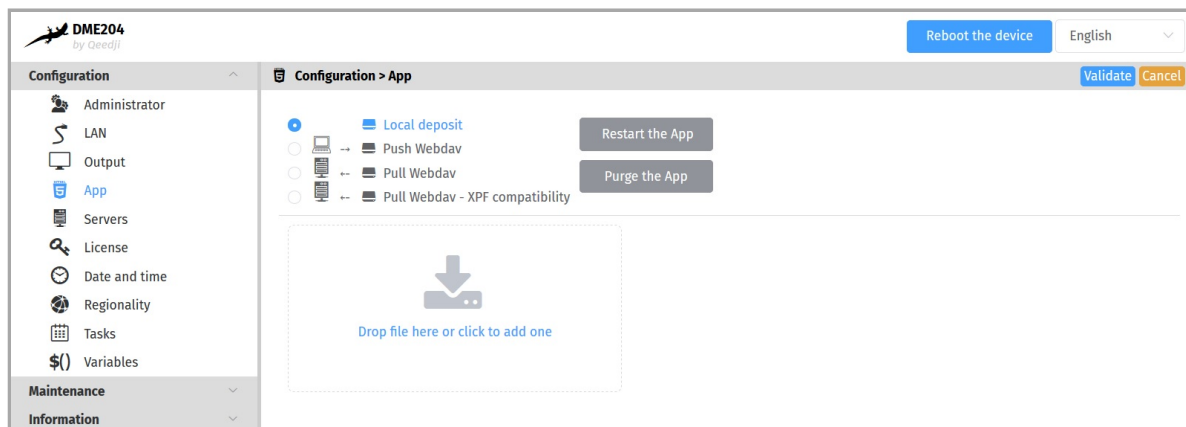 DME204
by Qeedji
Reboot the device
English
Configuration
Configuration > App
Validate
Cancel
Administrator
LAN
Output
App
Servers
License
Date and time
Regionality
Tasks
$() Variables
Maintenance
Information
Local deposit
Push Webdav
Pull Webdav
Pull Webdav - XPF compatibility
Restart the App
Purge the App
Drop file here or click to add one